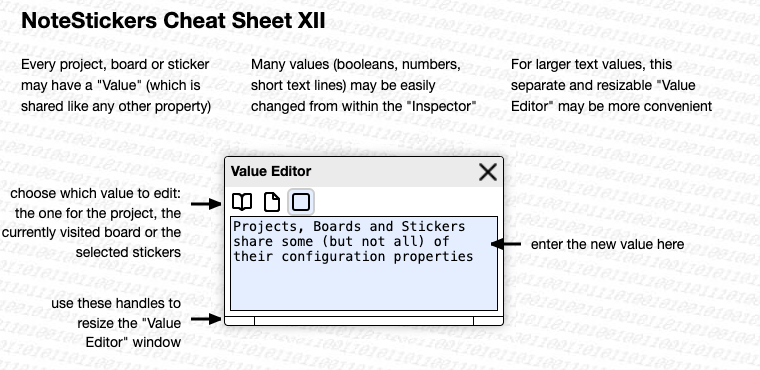 NoteStickers Cheat Sheet XII
Every project, board or sticker
may have a "Value" (which is
shared like any other property)
Many values (booleans, numbers,
short text lines) may be easily
changed from within the "Inspector"
For larger text values, this
separate and resizable "Value
Editor" may be more convenient
Value Editor
choose which value to edit:
the one for the project, the
currently visited board or the
selected stickers
Projects, Boards and Stickers
share some (but not all) of
their configuration properties
enter the new value here
use these handles to
resize the "Value
Editor" window